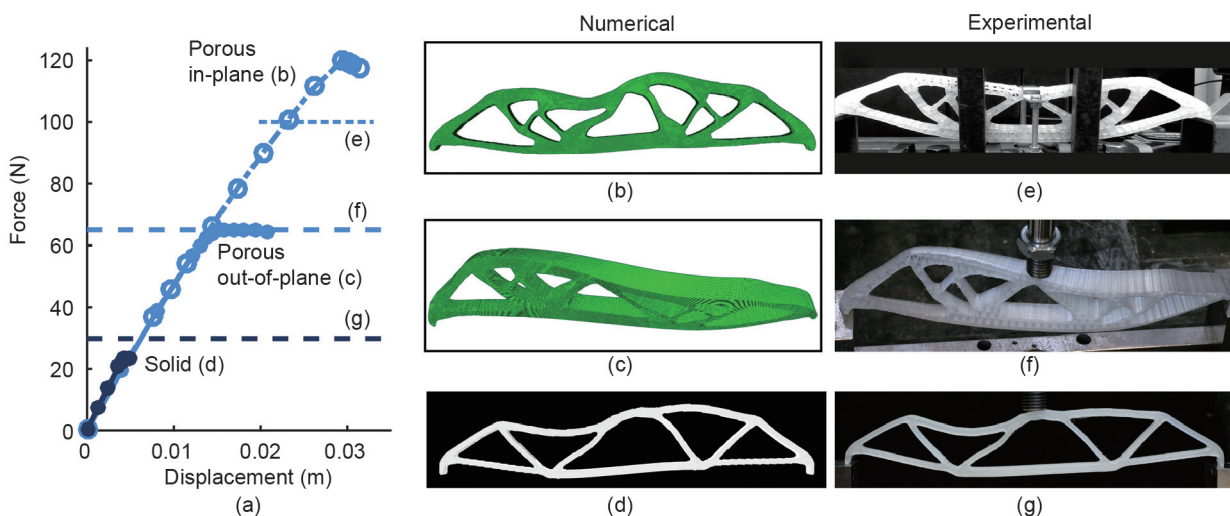 Numerical
Experimental
Force (N)
120
100
80
60
40
20
0
0
0.01
0.02
0.03
Displacement (m)
Porous
in-plane (b)
(e)
(f)
Porous
out-of-plane (c)
(g)
Solid (d)
(a)
(b)
(e)
(c)
(f)
(d)
(g)